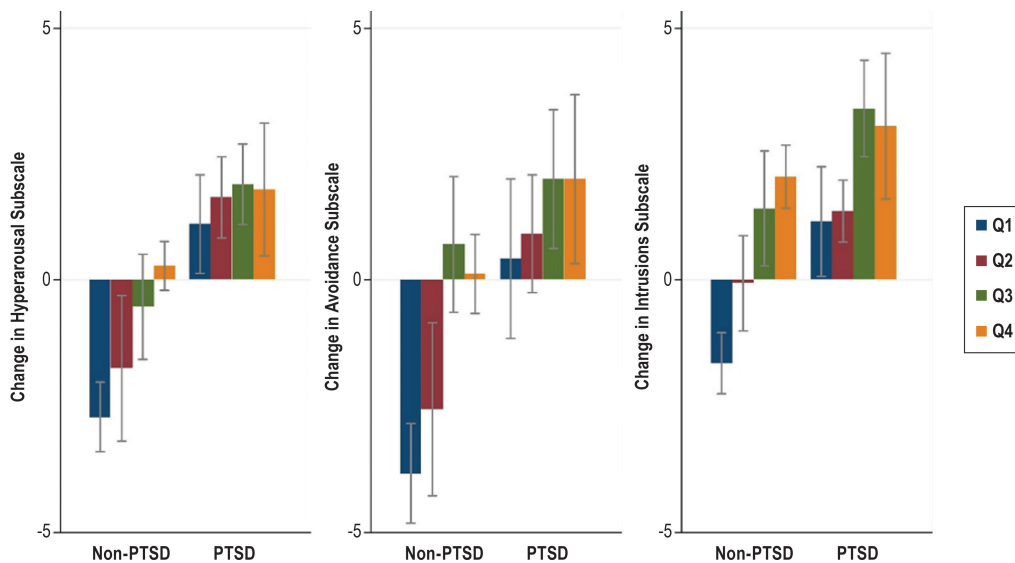 Change in Hyperarousal Subscale
5
0
-5
Non-PTSD PTSD
Change in Avoidance Subscale
5
0
-5
Non-PTSD PTSD
Change in Intrusions Subscale
5
0
-5
Non-PTSD PTSD
Q1
Q2
Q3
Q4